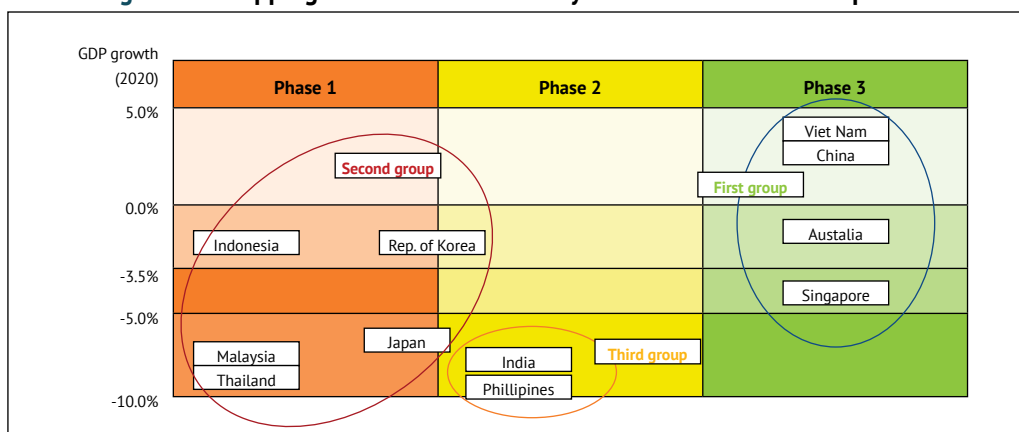 GDP growth
(2020)
Phase 1
Phase 2
Phase 3
5.0%
Viet Nam
China
Second group
First group
0.0%
Indonesia
Rep. of Korea
Austalia
-3.5%
Singapore
-5.0%
Japan
Malaysia
India
Third group
Thailand
Phillipines
-10.0%